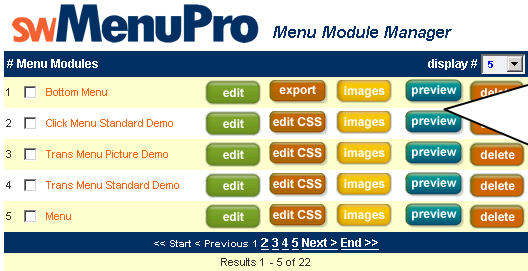 swMenuPro Menu Module Manager
# Menu Modules display # 5
1 Bottom Menu edit export images preview delete
2 Click Menu Standard Demo edit edit CSS images preview
3 Trans Menu Picture Demo edit edit CSS images preview delete
4 Trans Menu Standard Demo edit edit CSS images preview delete
5 Menu edit edit CSS images preview delete
<< Start < Previous 1 2 3 4 5 Next > End >>
Results 1 - 5 of 22